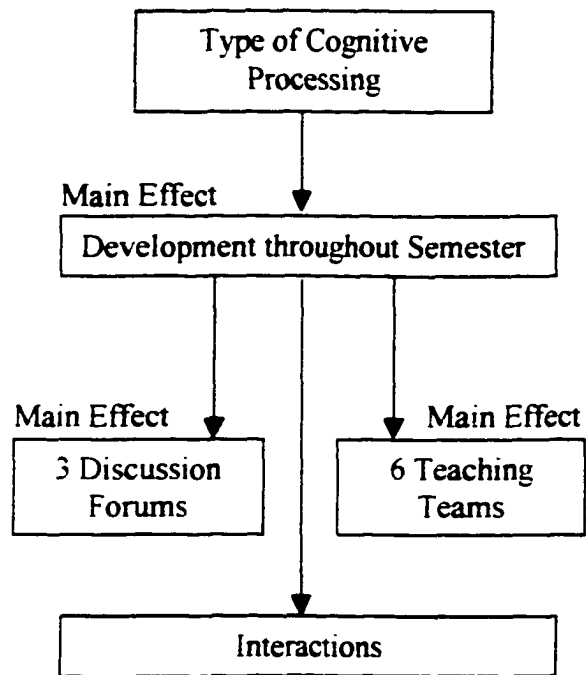 Type of Cognitive
Processing
Main Effect
Development throughout Semester
Main Effect
3 Discussion
Forums
Main Effect
6 Teaching
Teams
Interactions